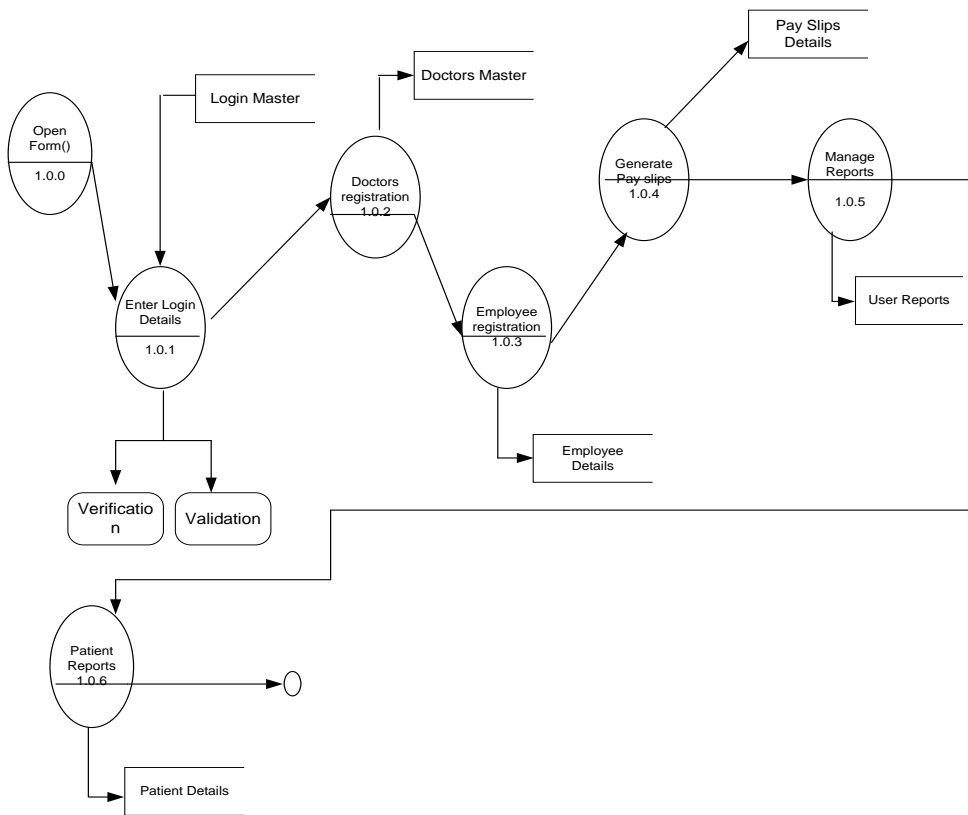 Pay Slips
Details
Login Master
Doctors Master
Open
Form()
1.0.0
Doctors
registration
1.0.2
Generate
Pay slips
1.0.4
Manage
Reports
1.0.5
Enter Login
Details
1.0.1
Employee
registration
1.0.3
User Reports
Employee
Details
Verificatio
n
Validation
Patient
Reports
1.0.6
Patient Details